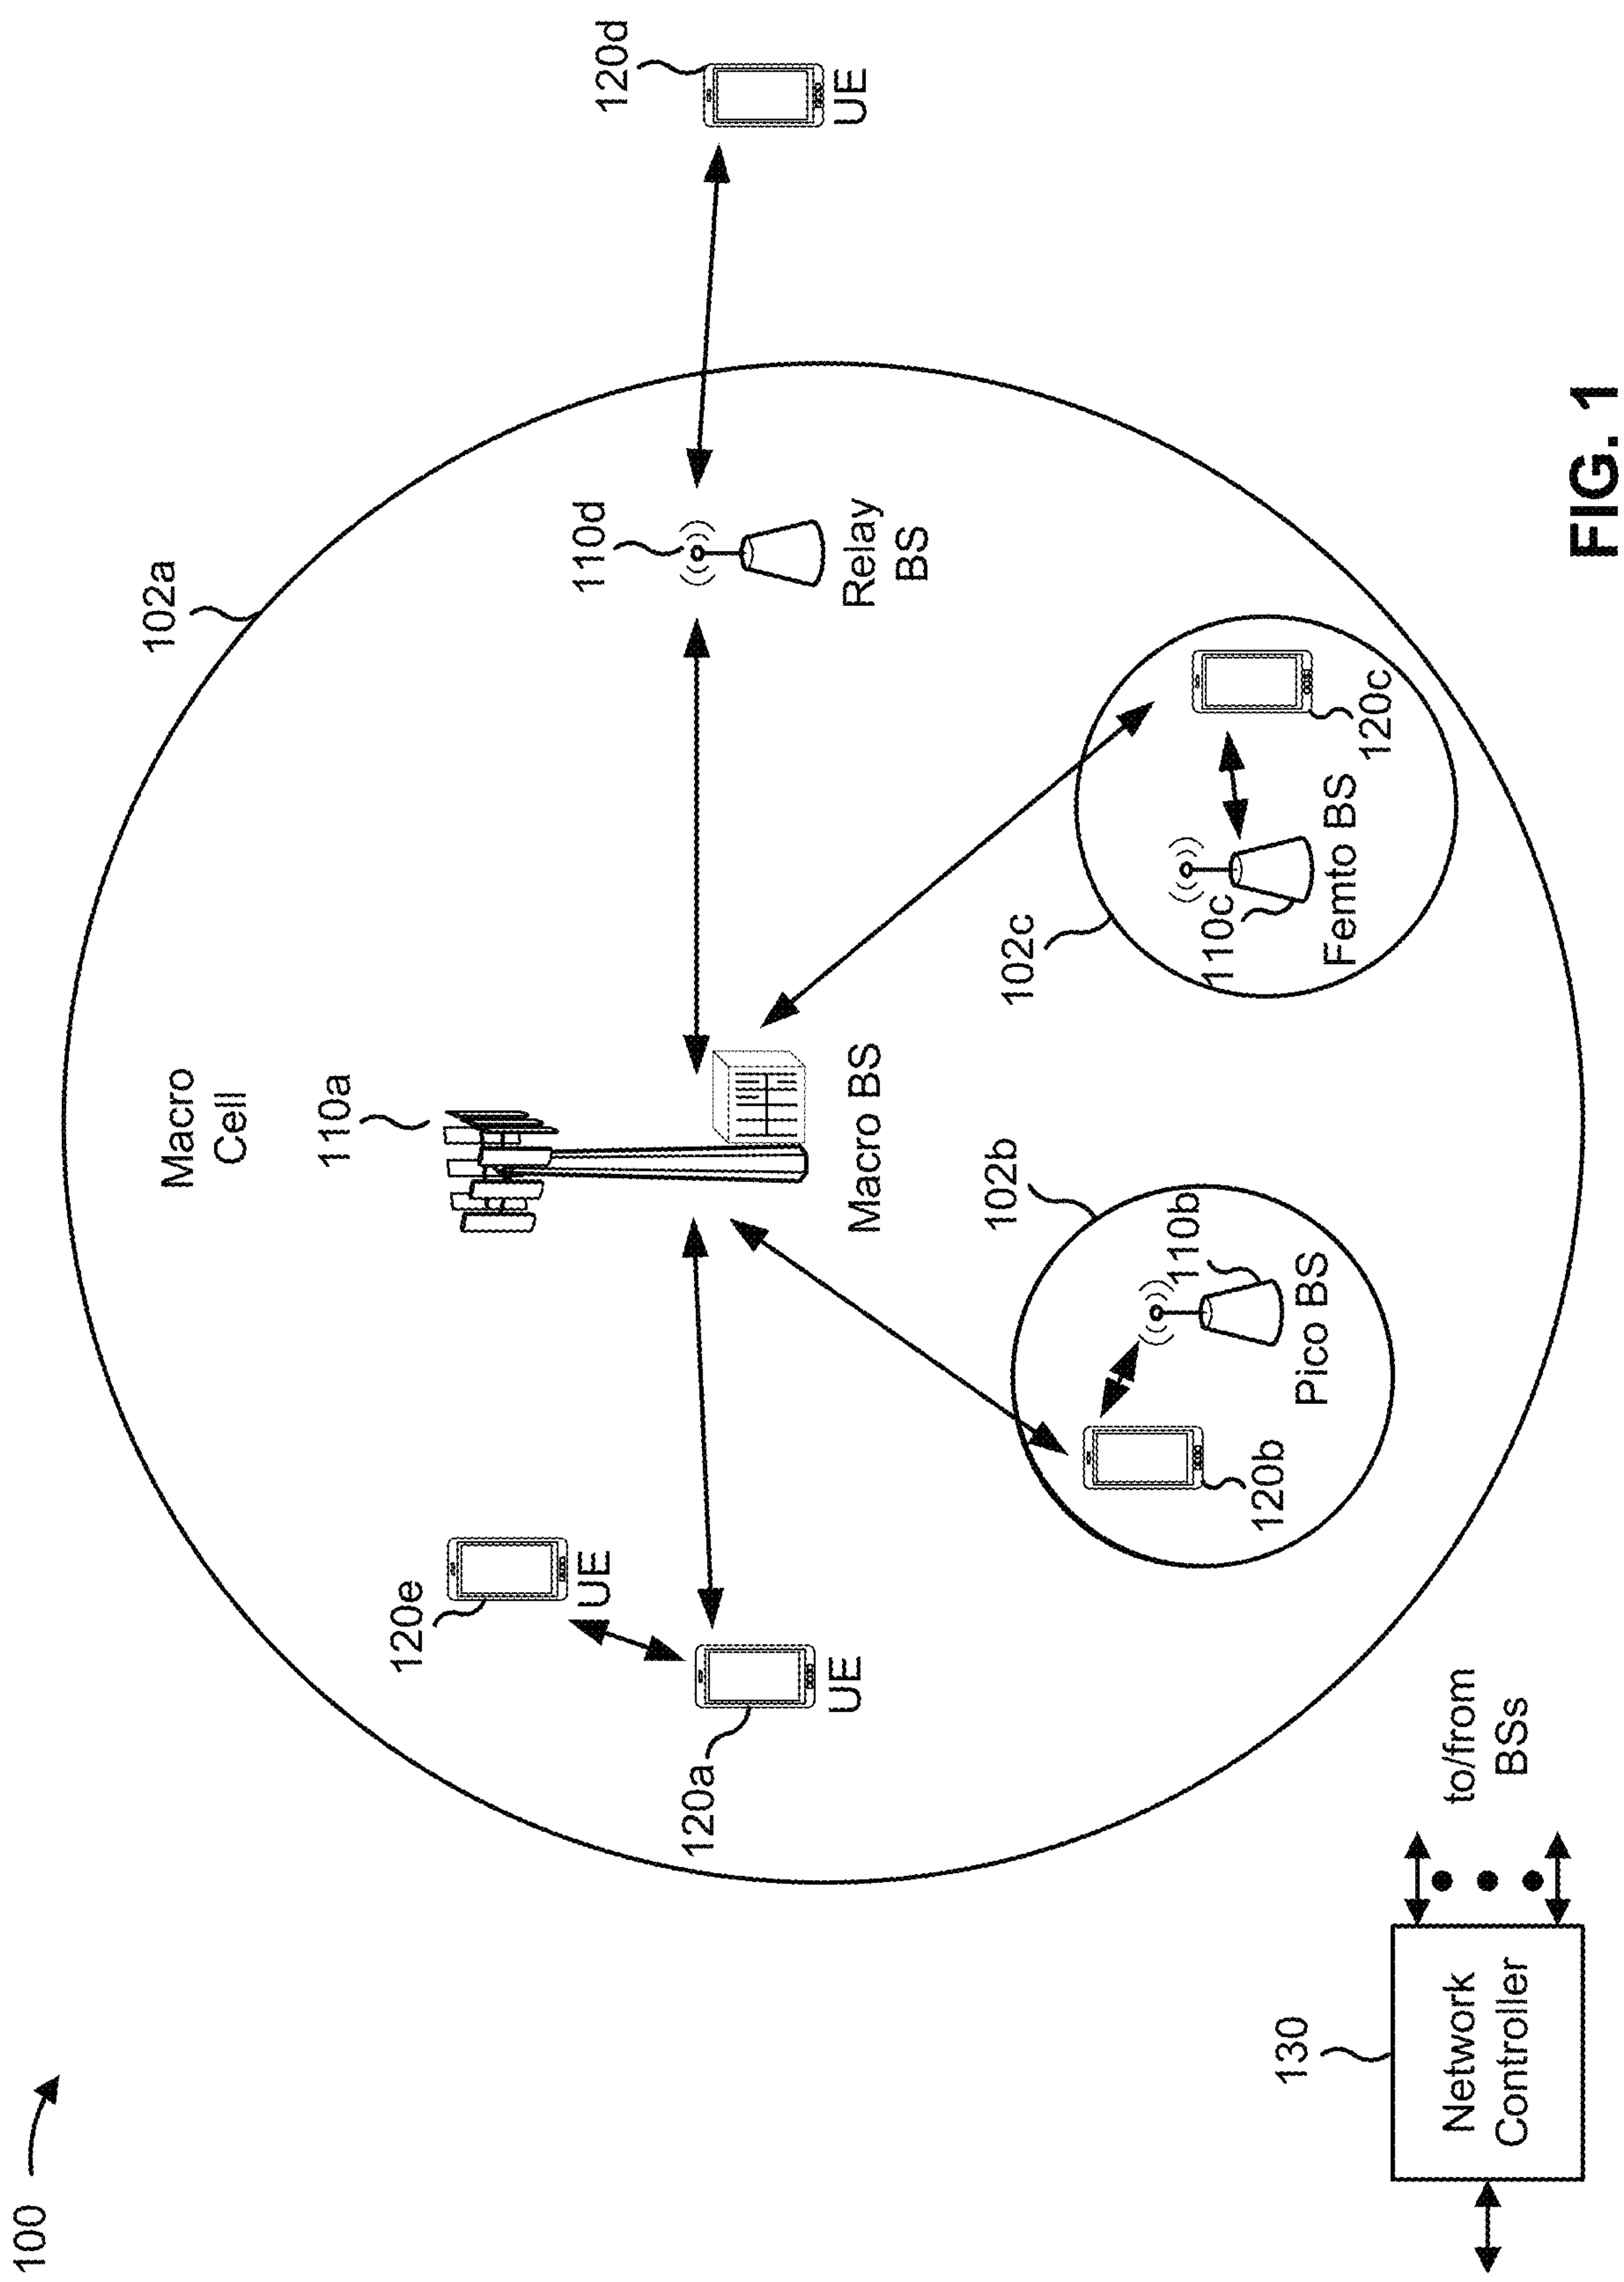 100
102a
Macro
Cell
110a
120d
UE
120e
UE
110d
Relay
BS
120a
UE
Macro BS
102b
102c
110b
120b
Pico BS
110c
120c
Femto BS
130
Network
Controller
to/from
BSs
FIG. 1